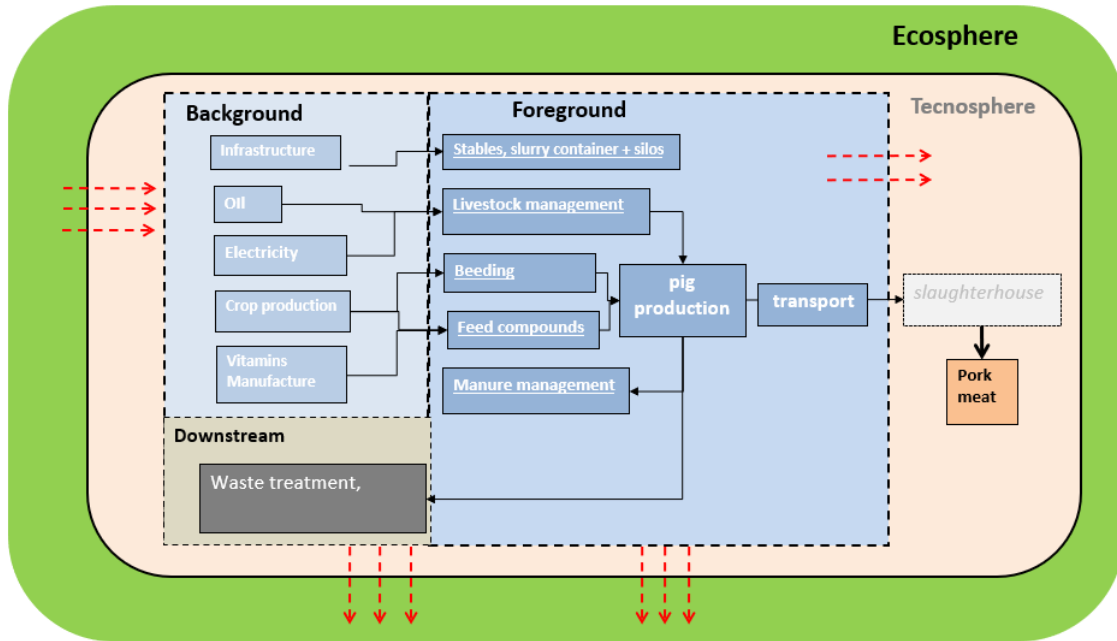 Ecosphere
Tecnosphere
Background
Foreground
Infrastructure
Stables, slurry container + silos
OIl
Livestock management
Electricity
Beeding
pig
production
transport
slaughterhouse
Crop production
Feed compounds
Vitamins
Manufacture
Manure management
Pork
meat
Downstream
Waste treatment,